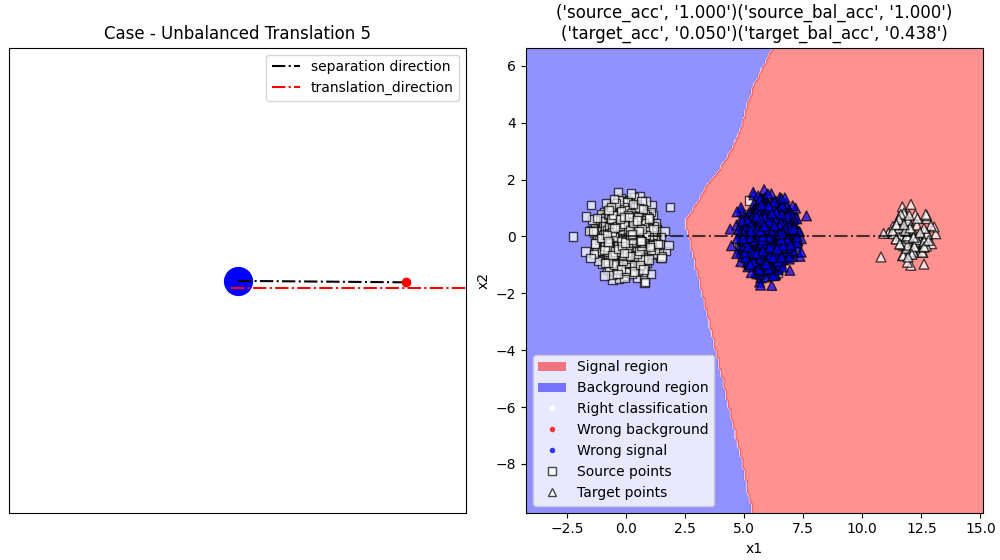 Case - Unbalanced Translation 5
separation direction
translation_direction
('source_acc', '1.000')('source_bal_acc', '1.000')
('target_acc', '0.050')('target_bal_acc', '0.438')
6
4
2
0
−2
−4
−6
−8
x2
Signal region
Background region
Right classification
Wrong background
Wrong signal
Source points
Target points
−2.5 0.0 2.5 5.0 7.5 10.0 12.5 15.0
x1